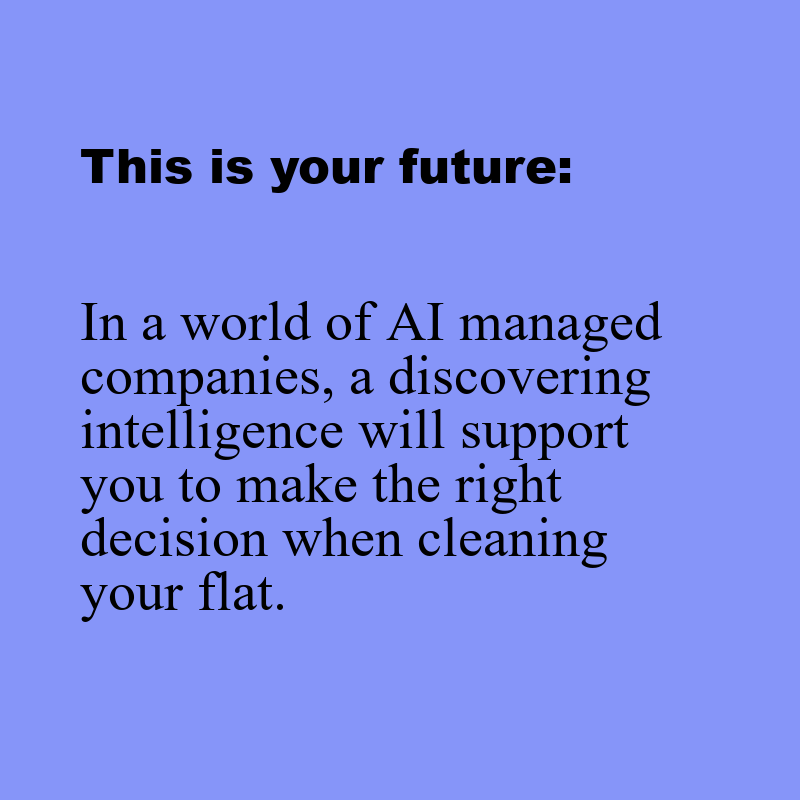 This is your future:
In a world of AI managed
companies, a discovering
intelligence will support
you to make the right
decision when cleaning
your flat.